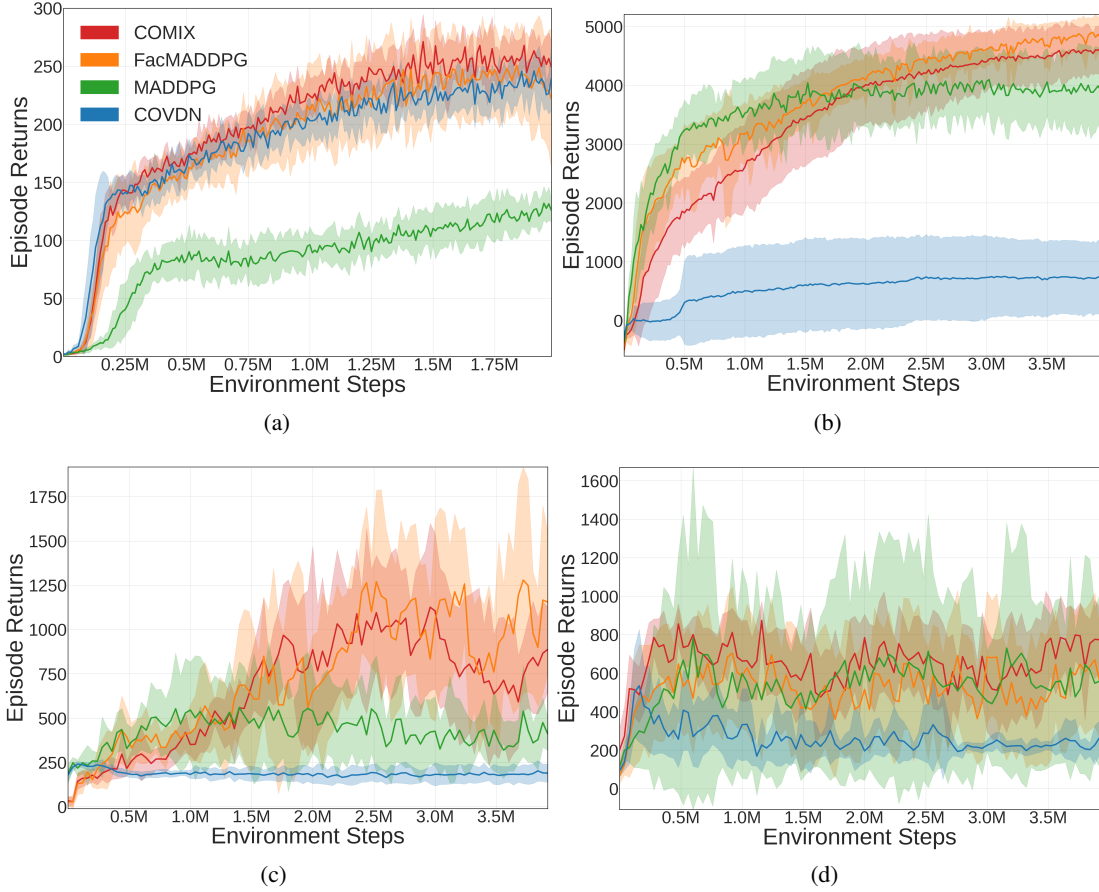 300
250
200
150
100
50
0
Episode Returns
COMIX
FacMADDPG
MADDPG
COVDN
0.25M 0.50M 0.75M 1.0M 1.25M 1.5M 1.75M
Environment Steps
(a)
5000
4000
3000
2000
1000
0
Episode Returns
0.5M 1.0M 1.5M 2.0M 2.5M 3.0M 3.5M
Environment Steps
(b)
1750
1500
1250
1000
750
500
250
0
Episode Returns
0.5M 1.0M 1.5M 2.0M 2.5M 3.0M 3.5M
Environment Steps
(c)
1600
1400
1200
1000
800
600
400
200
0
Episode Returns
0.5M 1.0M 1.5M 2.0M 2.5M 3.0M 3.5M
Environment Steps
(d)